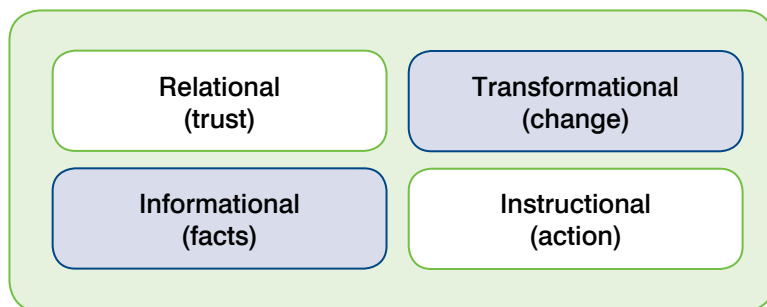 Relational
(trust)
Transformational
(change)
Informational
(facts)
Instructional
(action)